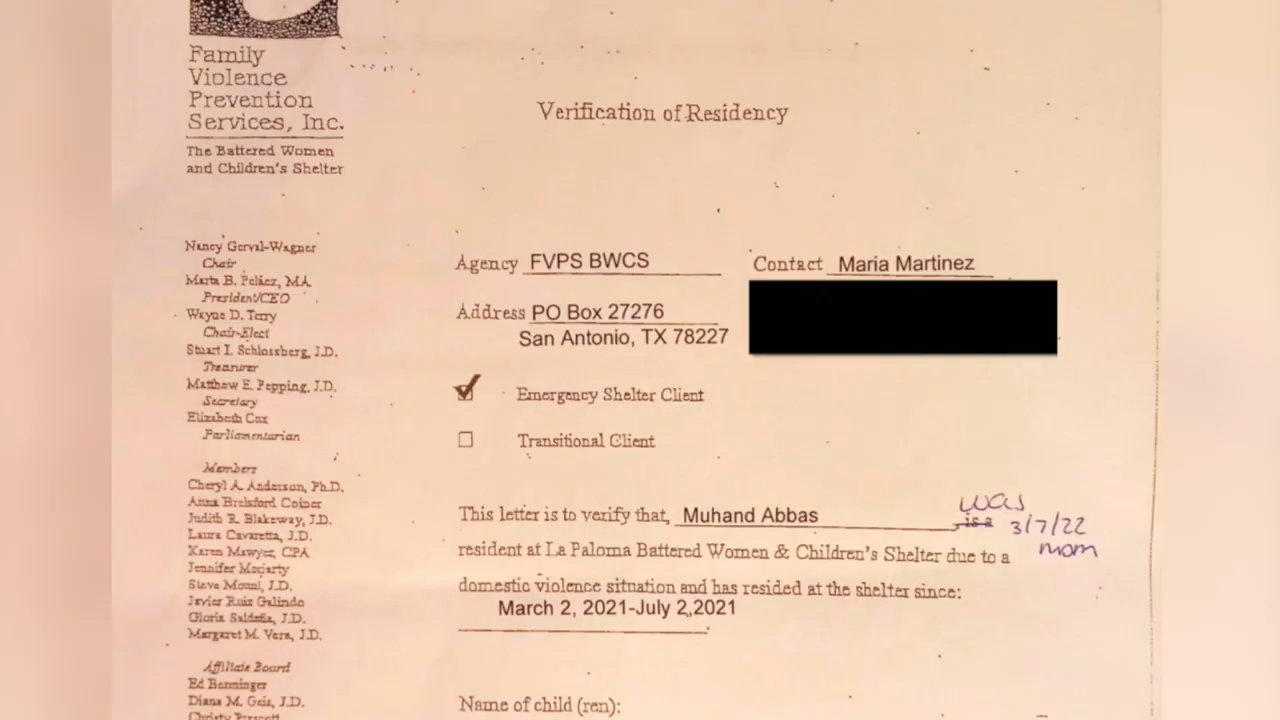 Family
Violence
Prevention
Services, Inc.
The Battered Women
and Children's Shelter
Verification of Residency
Agency FVPS BWCS
Contact Maria Martinez
Address PO Box 27276
San Antonio, TX 78227
Emergency Shelter Client
Transitional Client
This letter is to verify that, Muhand Abbas is a
was
3/7/22
mom
resident at La Paloma Battered Women & Children's Shelter due to a
domestic violence situation and has resided at the shelter since:
March 2, 2021-July 2,2021
Name of child (ren):
Nancy Gerval-Wagner
Chair
Marta B. Peláez, MA
President/CEO
Wayne D. Terry
Chair-Elect
Stuart I. Schlossberg, J.D.
Treasurer
Matthew E. Pepping, J.D.
Secretary
Elizabeth Cox
Parliamentarian
Members
Cheryl A. Anderson, Ph.D.
Anna Brelsford Coiner
Judith R. Blakeway, J.D.
Laura Cavaretta, J.D.
Karen Mawyer, CPA
Jennifer Moriarty
Steve J.D.
Javier Ruiz Galindo
Gloria Saldaña, J.D.
Margaret M. Vera, J.D.
Affiliate Board
Ed Benninger
Diana M. Geis, J.D.
Christy Prescott